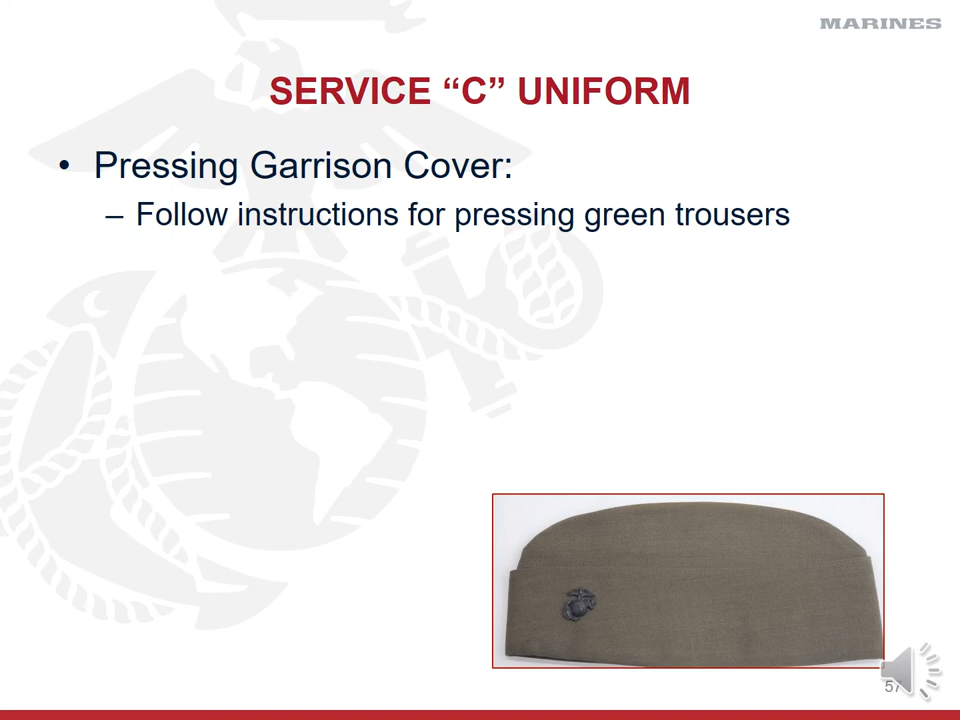 MARINES
SERVICE “C” UNIFORM
• Pressing Garrison Cover:
– Follow instructions for pressing green trousers
57